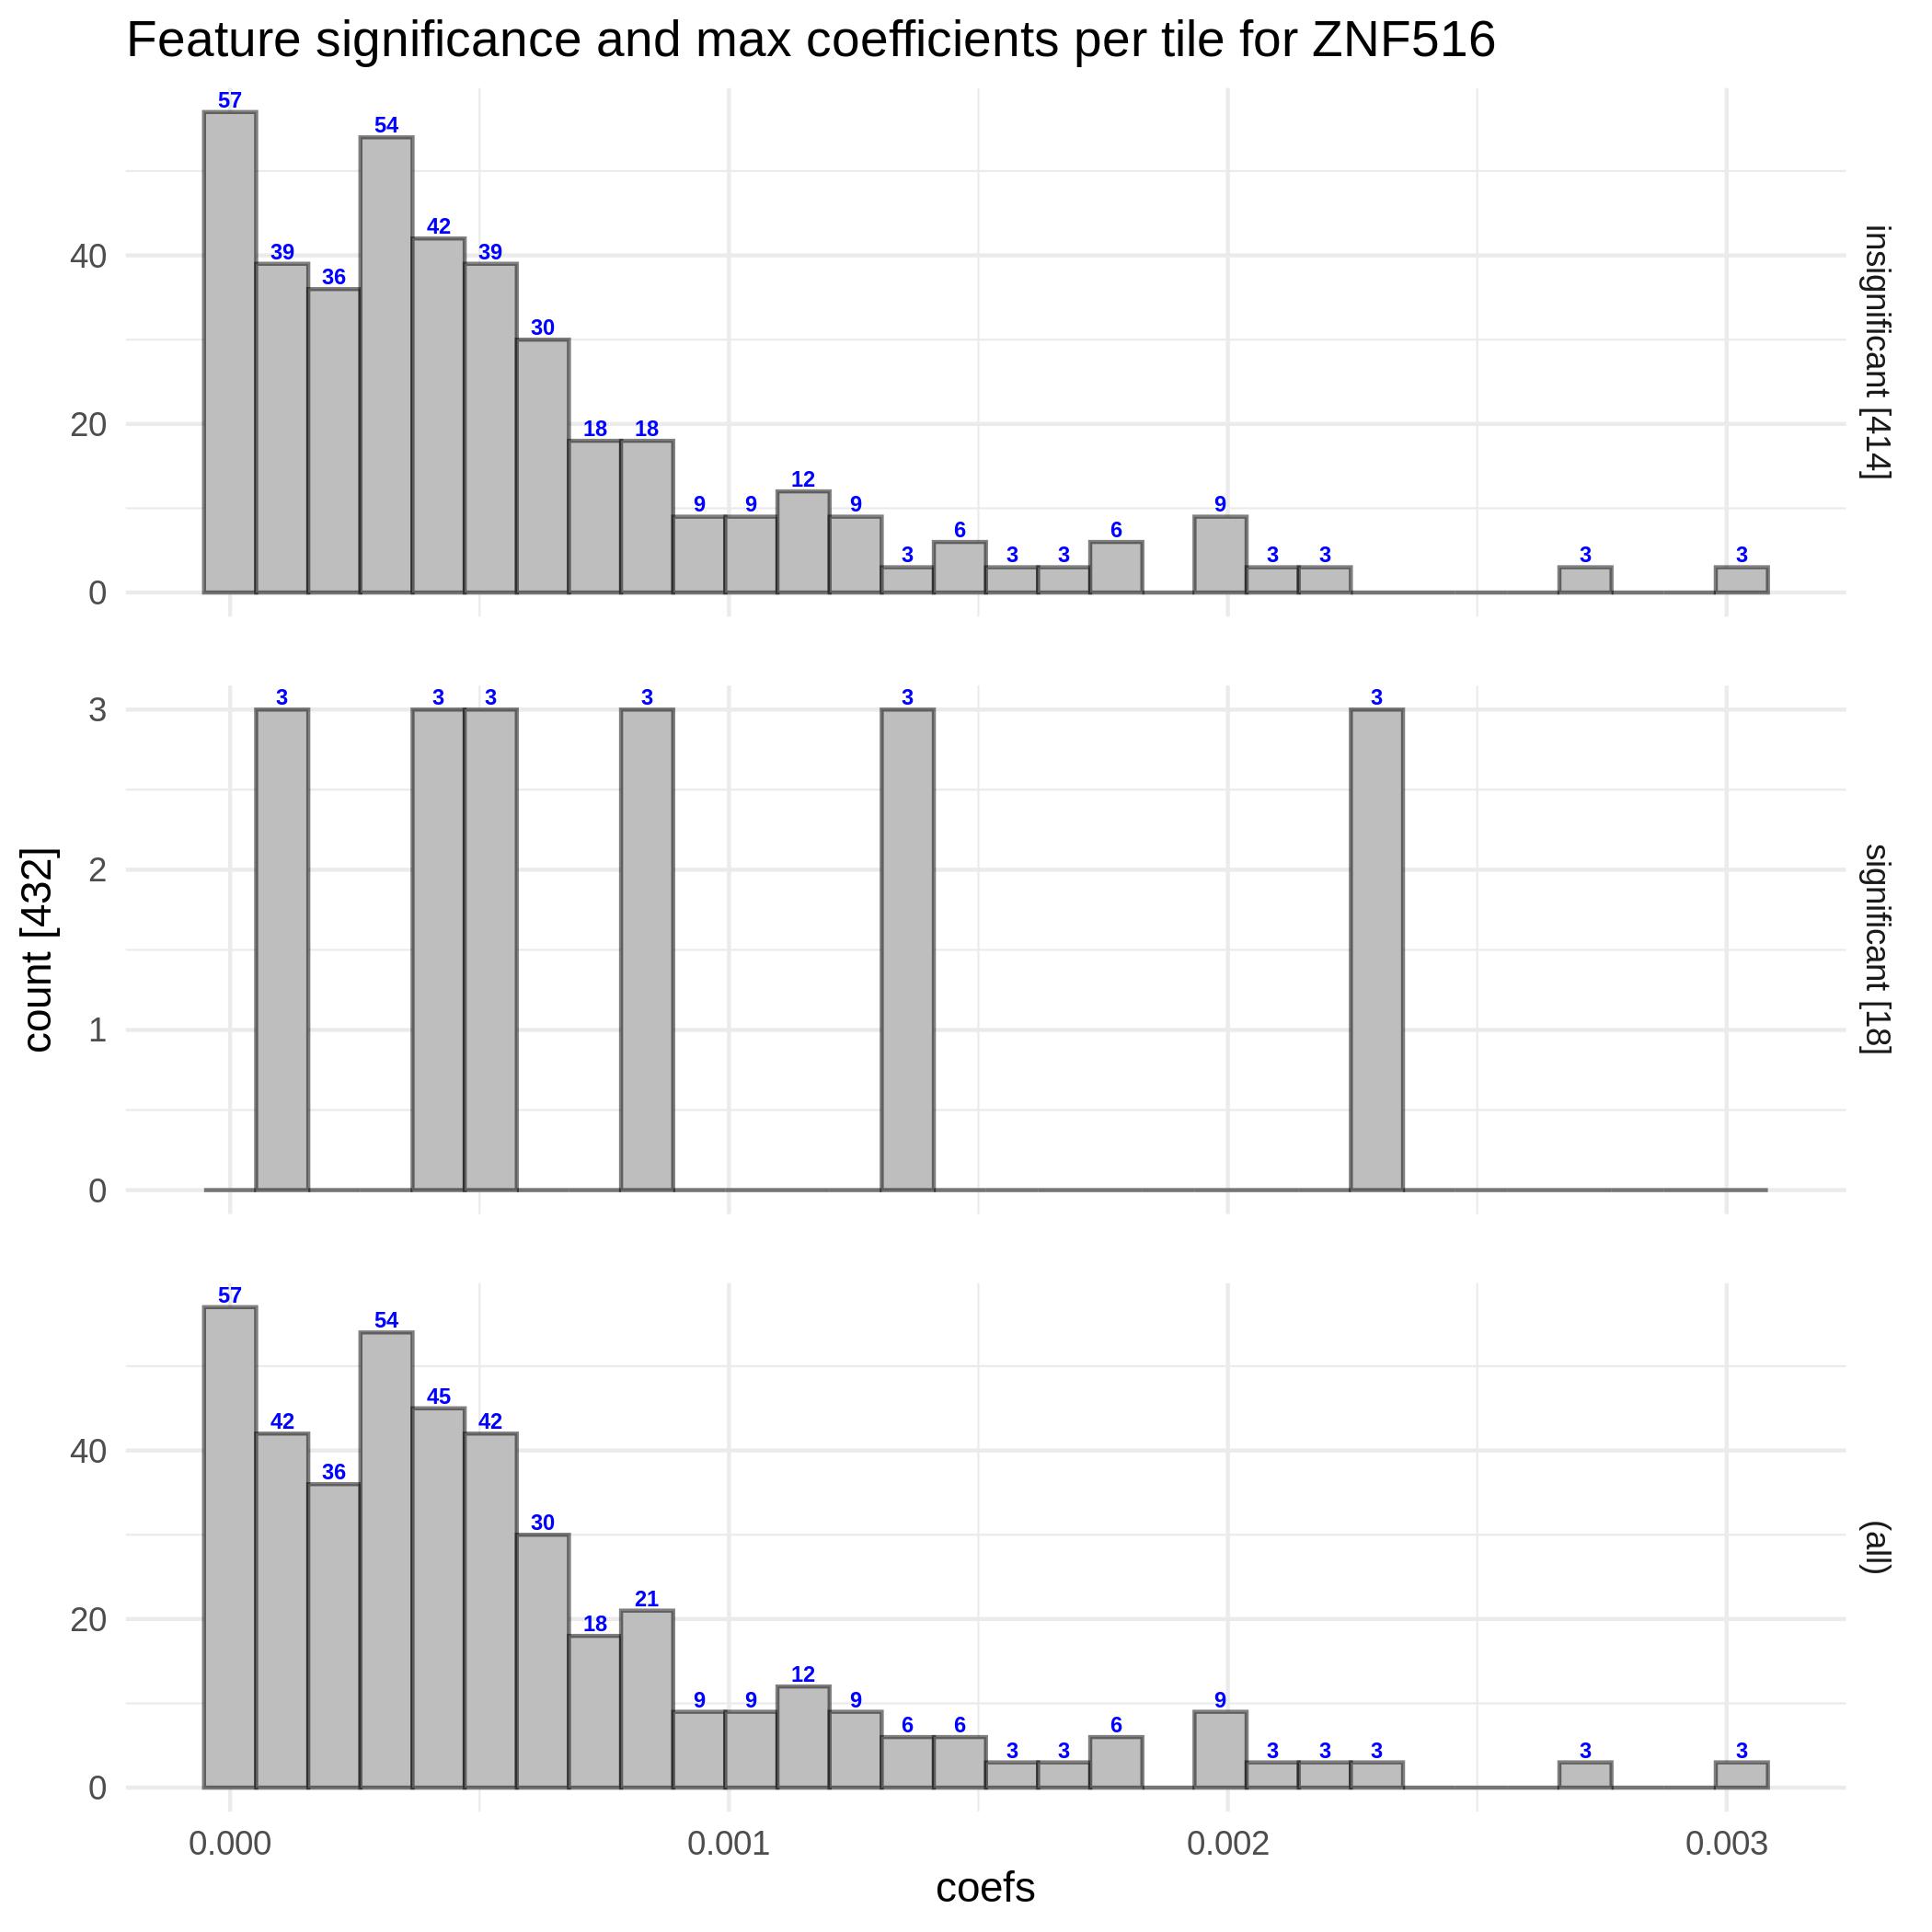 Feature significance and max coefficients per tile for ZNF516
57
54
42
39
39
36
30
18 18
12
9 9 9 9
6 6
3 3 3 3 3 3 3
40
20
0
insignificant [414]
3 3 3 3 3 3
3
2
1
0
significant [18]
count [432]
57
54
45
42
42
36
30
21
18
12
9 9 9 9
6 6 6
3 3 3 3 3 3 3
40
20
0
(all)
0.000 0.001 0.002 0.003
coefs